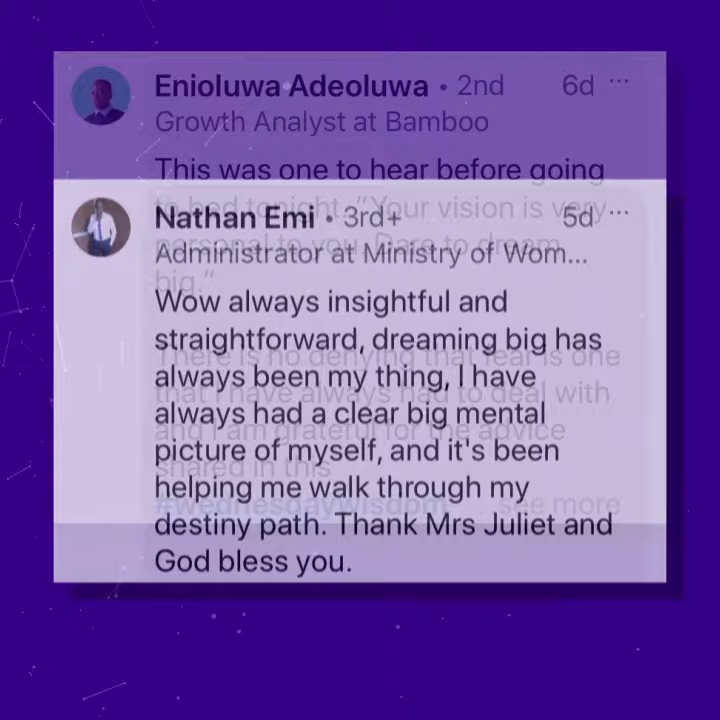 Enioluwa Adeoluwa • 2nd 6d ...
Growth Analyst at Bamboo
This was one to hear before going
to bed tonight." Your vision is very
personal to you. Dare to dream
big."
There is no denying that fear is one
that I have always had to deal with
and I am grateful for the advice
shared in this
#wednesdaywisdom ...see more
Nathan Emi • 3rd+ 5d ...
Administrator at Ministry of Wom...
Wow always insightful and
straightforward, dreaming big has
always been my thing, I have
always had a clear big mental
picture of myself, and it's been
helping me walk through my
destiny path. Thank Mrs Juliet and
God bless you.